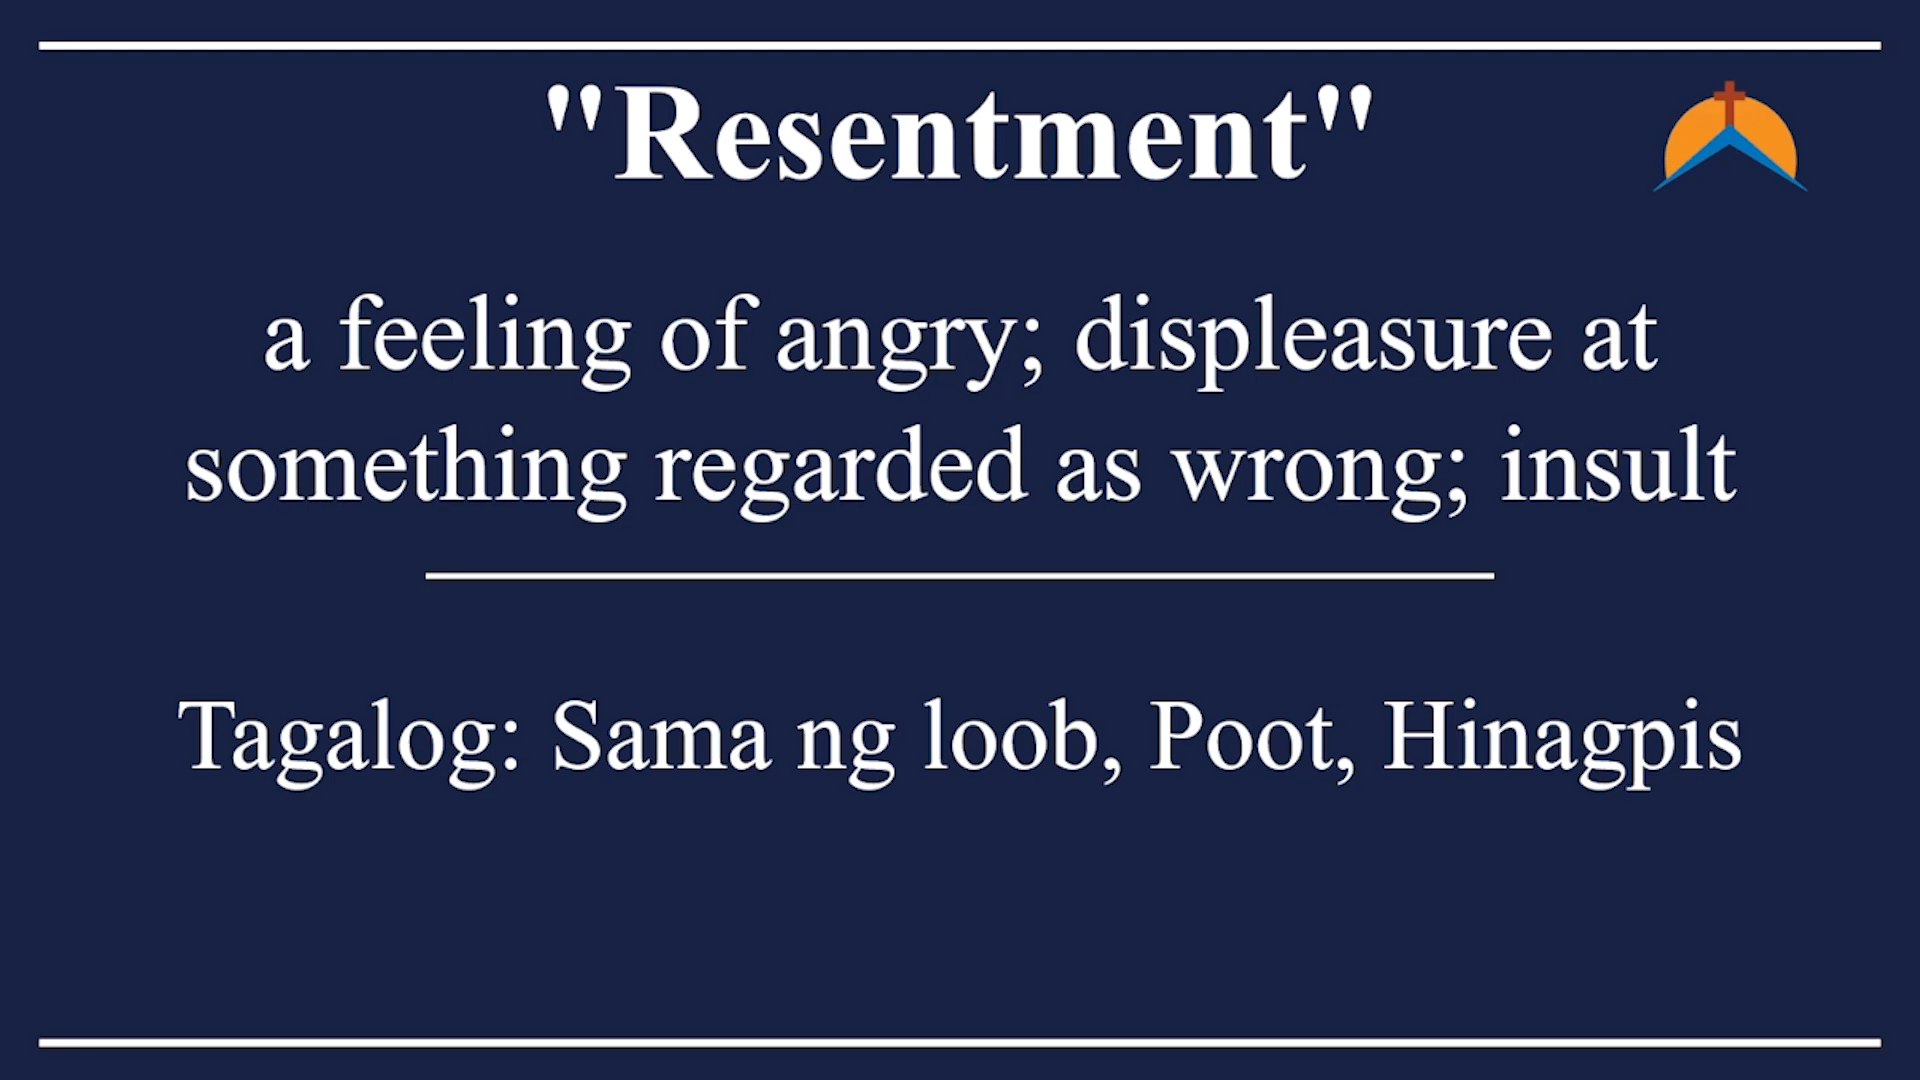 "Resentment"
a feeling of angry; displeasure at
something regarded as wrong; insult
Tagalog: Sama ng loob, Poot, Hinagpis